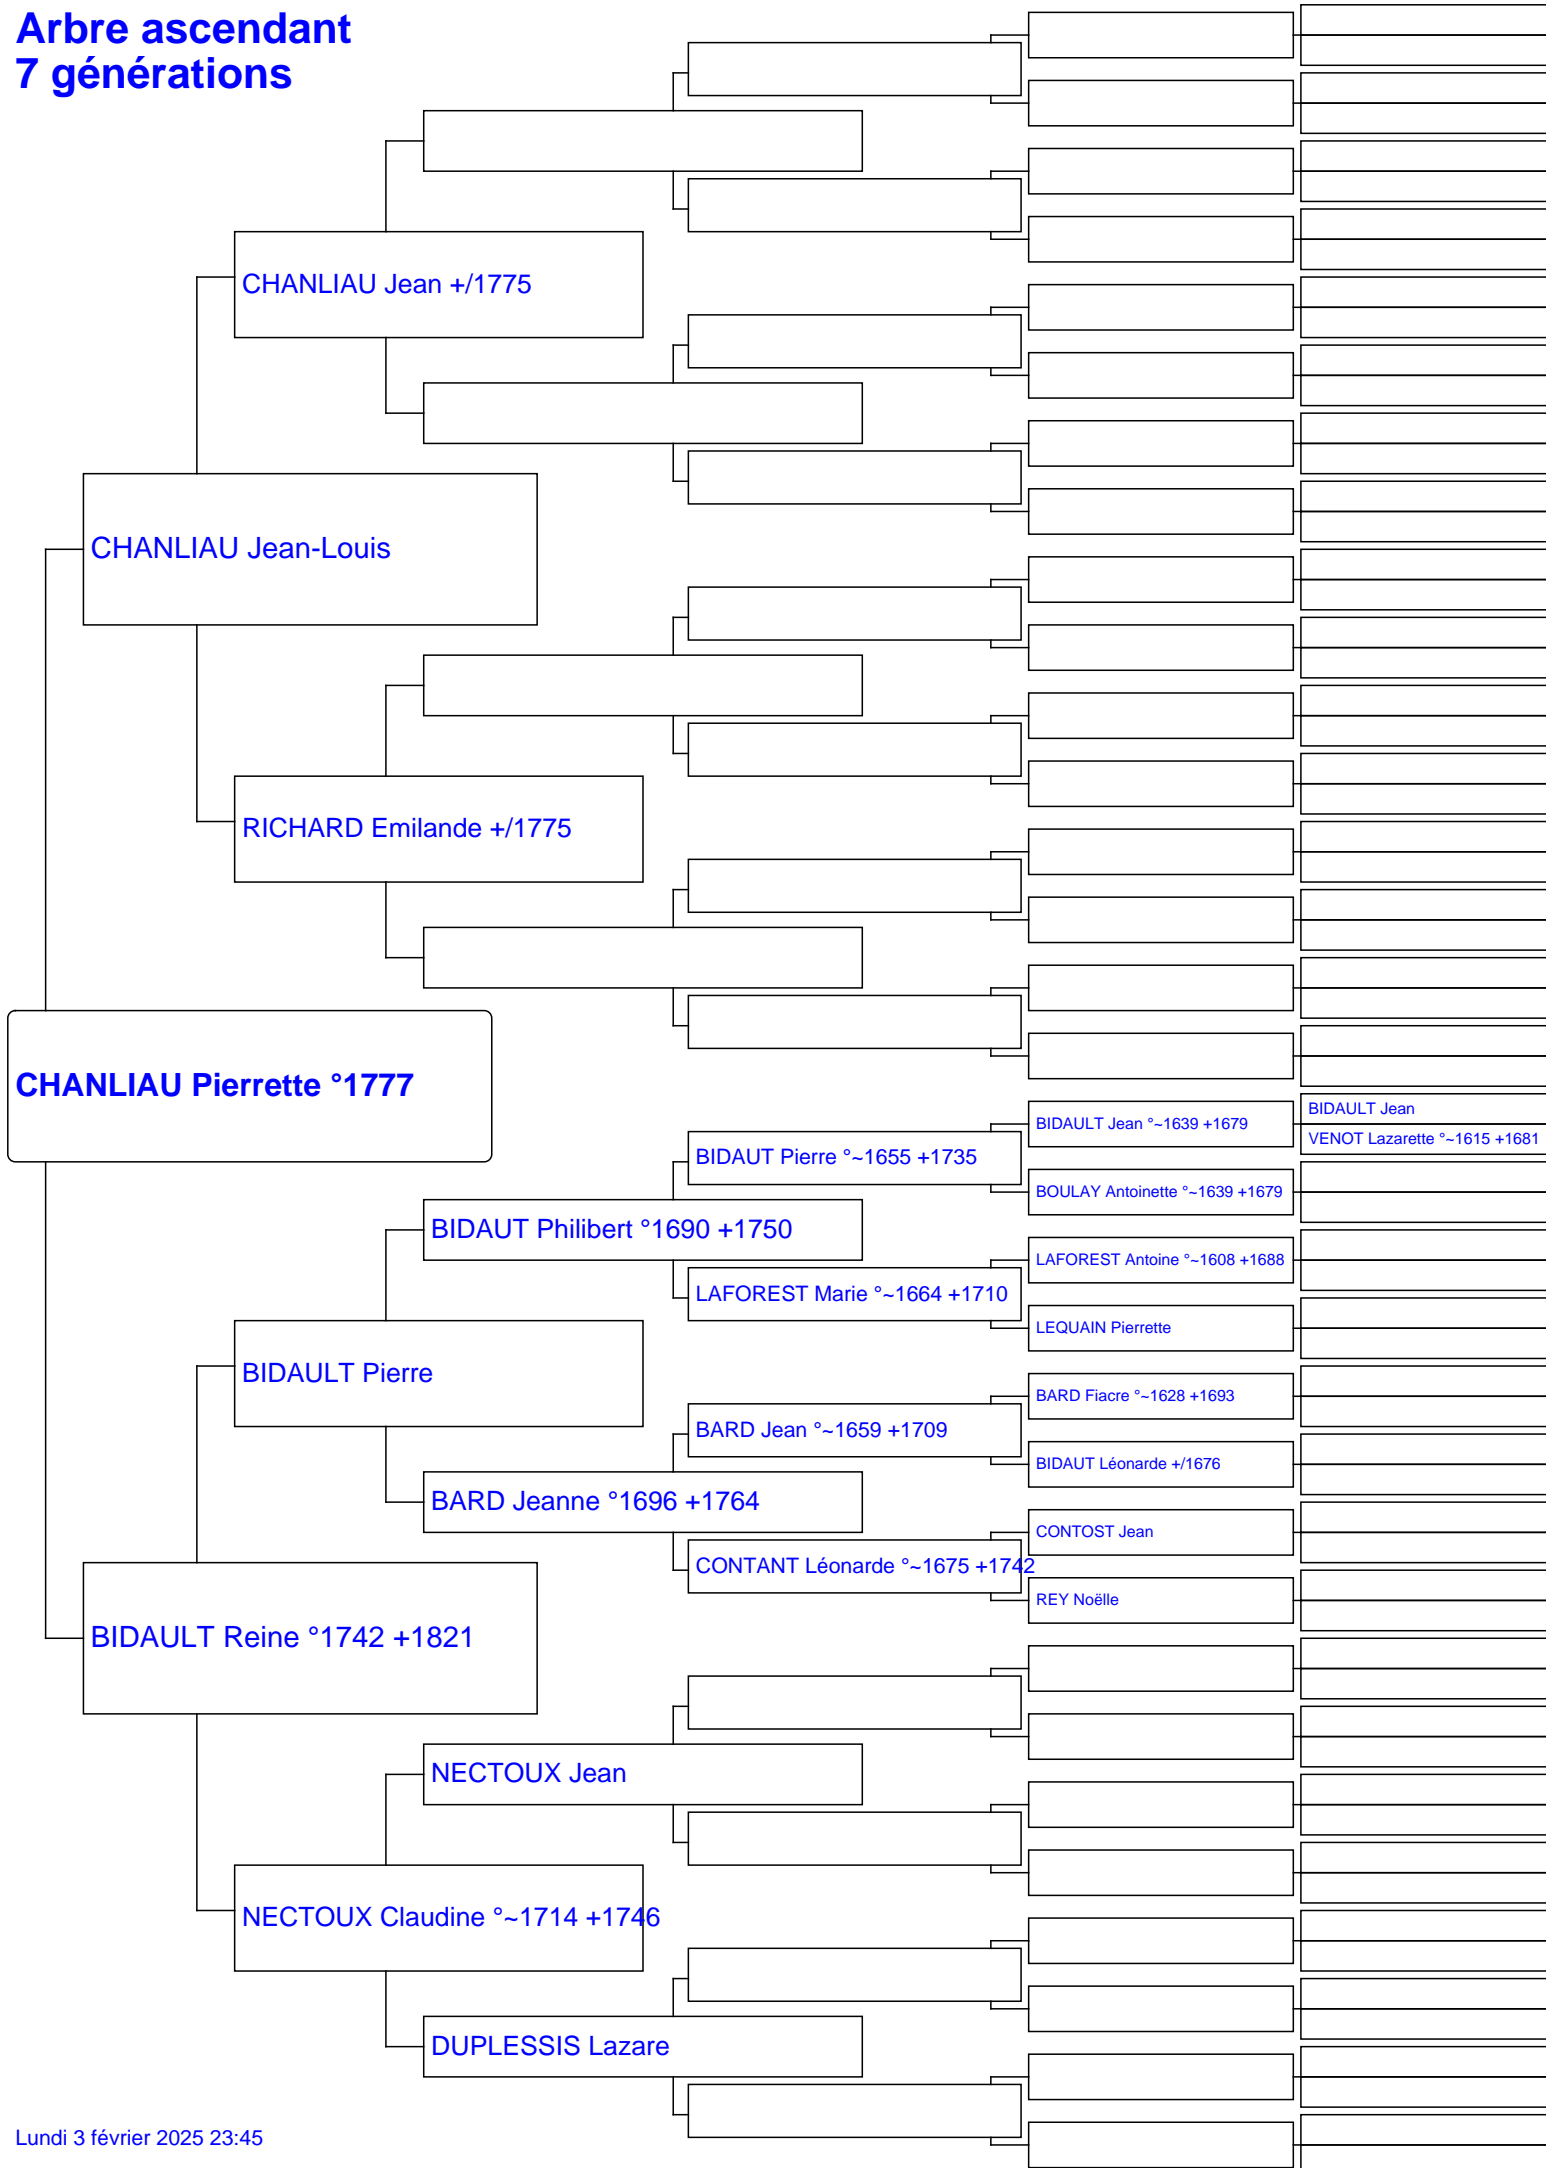 Arbre ascendant
7 générations
CHANLIAU Jean +/1775
CHANLIAU Jean-Louis
RICHARD Emilande +/1775
CHANLIAU Pierrette °1777
BIDAULT Jean
BIDAULT Jean °~1639 +1679
VENOT Lazarette °~1615 +1681
BIDAUT Pierre °~1655 +1735
BOULAY Antoinette °~1639 +1679
BIDAUT Philibert °1690 +1750
LAFOREST Antoine °~1608 +1688
LAFOREST Marie °~1664 +1710
LEQUAIN Pierrette
BIDAULT Pierre
BARD Fiacre °~1628 +1693
BARD Jean °~1659 +1709
BIDAUT Léonarde +/1676
BARD Jeanne °1696 +1764
CONTOST Jean
CONTANT Léonarde °~1675 +1742
REY Noëlle
BIDAULT Reine °1742 +1821
NECTOUX Jean
NECTOUX Claudine °~1714 +1746
DUPLESSIS Lazare
Lundi 3 février 2025 23:45